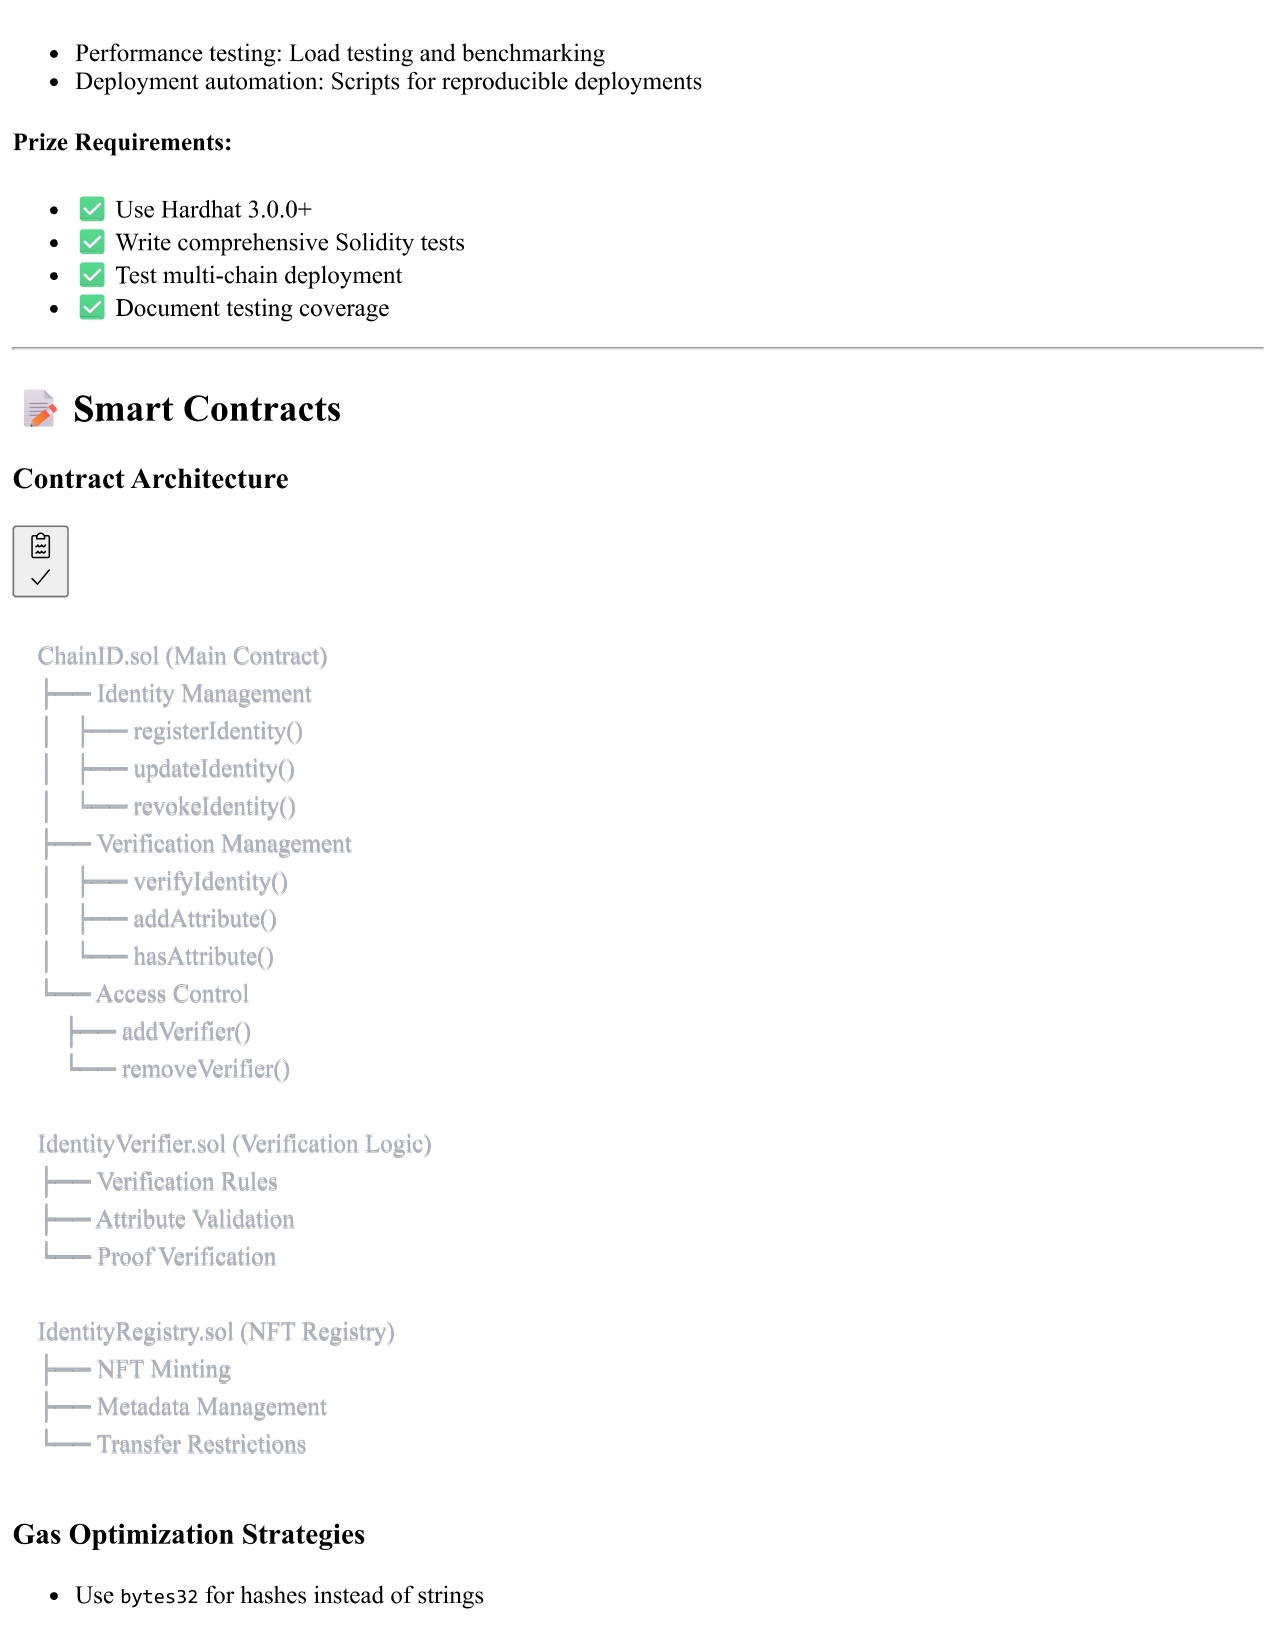 • Performance testing: Load testing and benchmarking
• Deployment automation: Scripts for reproducible deployments
Prize Requirements:
• ✅ Use Hardhat 3.0.0+
• ✅ Write comprehensive Solidity tests
• ✅ Test multi-chain deployment
• ✅ Document testing coverage
📝 Smart Contracts
Contract Architecture
ChainID.sol (Main Contract)
├── Identity Management
│   ├── registerIdentity()
│   ├── updateIdentity()
│   └── revokeIdentity()
├── Verification Management
│   ├── verifyIdentity()
│   ├── addAttribute()
│   └── hasAttribute()
└── Access Control
    ├── addVerifier()
    └── removeVerifier()
IdentityVerifier.sol (Verification Logic)
├── Verification Rules
├── Attribute Validation
└── Proof Verification
IdentityRegistry.sol (NFT Registry)
├── NFT Minting
├── Metadata Management
└── Transfer Restrictions
Gas Optimization Strategies
• Use bytes32 for hashes instead of strings